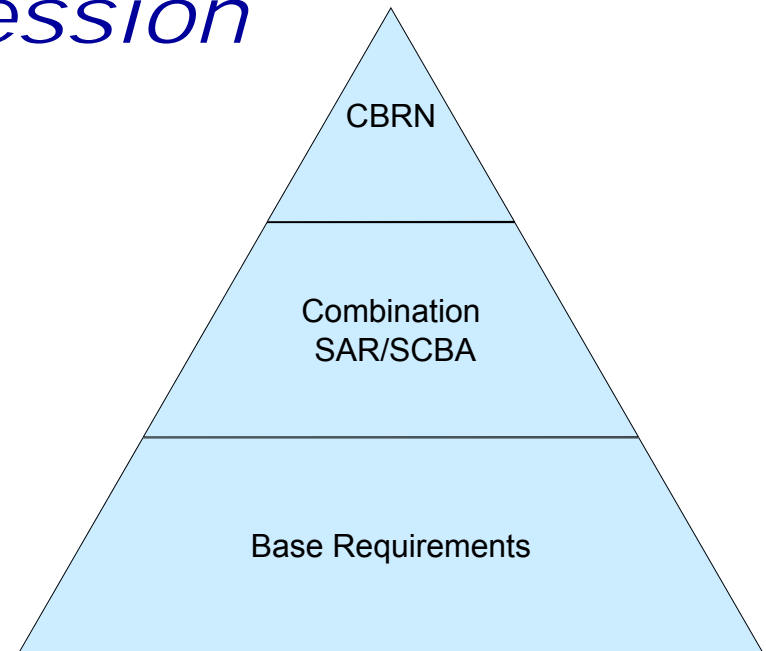 ession
CBRN
Combination
SAR/SCBA
Base Requirements